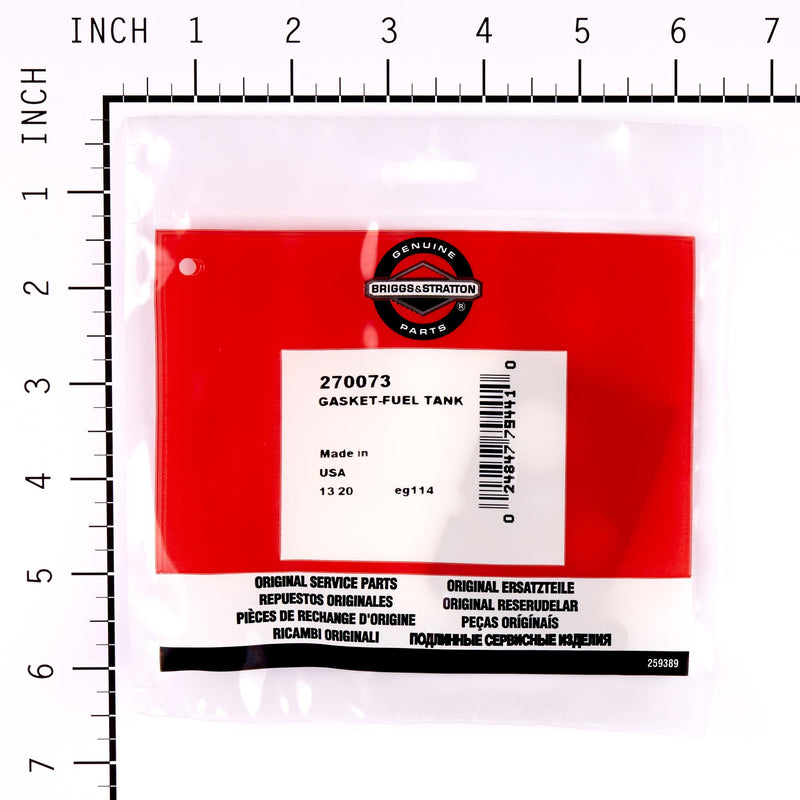 INCH 1 2 3 4 5 6 7
INCH
1
2
3
4
5
6
7
GENUINE
BRIGGS&STRATTON
®
PARTS
270073
GASKET-FUEL TANK
Made in
USA
13 20 eg114
0 24847 79441 0
ORIGINAL SERVICE PARTS
REPUESTOS ORIGINALES
PIÈCES DE RECHANGE D'ORIGINE
RICAMBI ORIGINALI
ORIGINAL ERSATZTEILE
ORIGINAL RESERUDELAR
PEÇAS ORIGÍNAÍS
ПОДЛИННЫЕ СЕРВИСНЫЕ ИЗДЕЛИЯ
259389